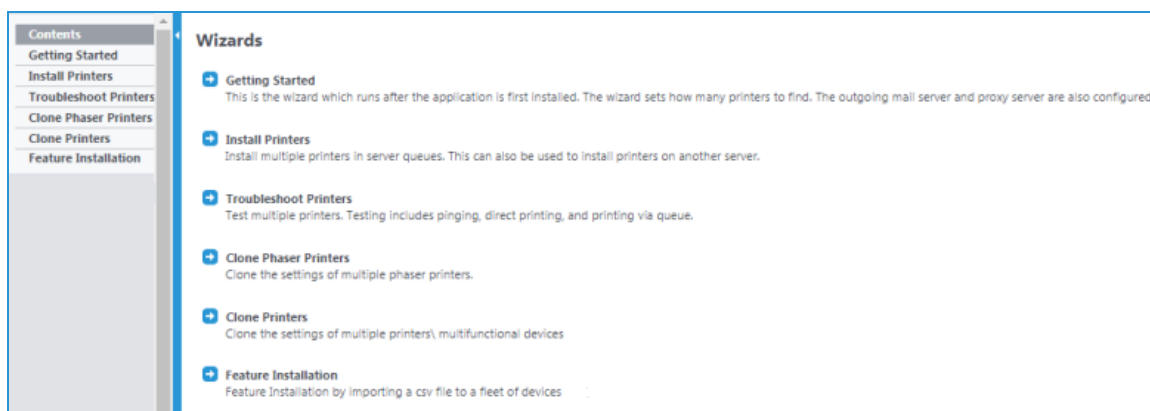 Contents
Getting Started
Install Printers
Troubleshoot Printers
Clone Phaser Printers
Clone Printers
Feature Installation
Wizards
Getting Started
This is the wizard which runs after the application is first installed. The wizard sets how many printers to find. The outgoing mail server and proxy server are also configured
Install Printers
Install multiple printers in server queues. This can also be used to install printers on another server.
Troubleshoot Printers
Test multiple printers. Testing includes pinging, direct printing, and printing via queue.
Clone Phaser Printers
Clone the settings of multiple phaser printers.
Clone Printers
Clone the settings of multiple printers\ multifunctional devices
Feature Installation
Feature Installation by importing a csv file to a fleet of devices